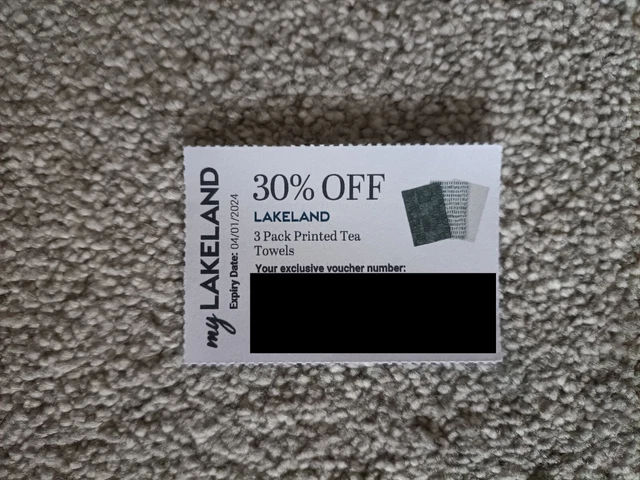 my LAKELAND
Expiry Date: 04/01/2024
30% OFF
LAKELAND
3 Pack Printed Tea
Towels
Your exclusive voucher number: